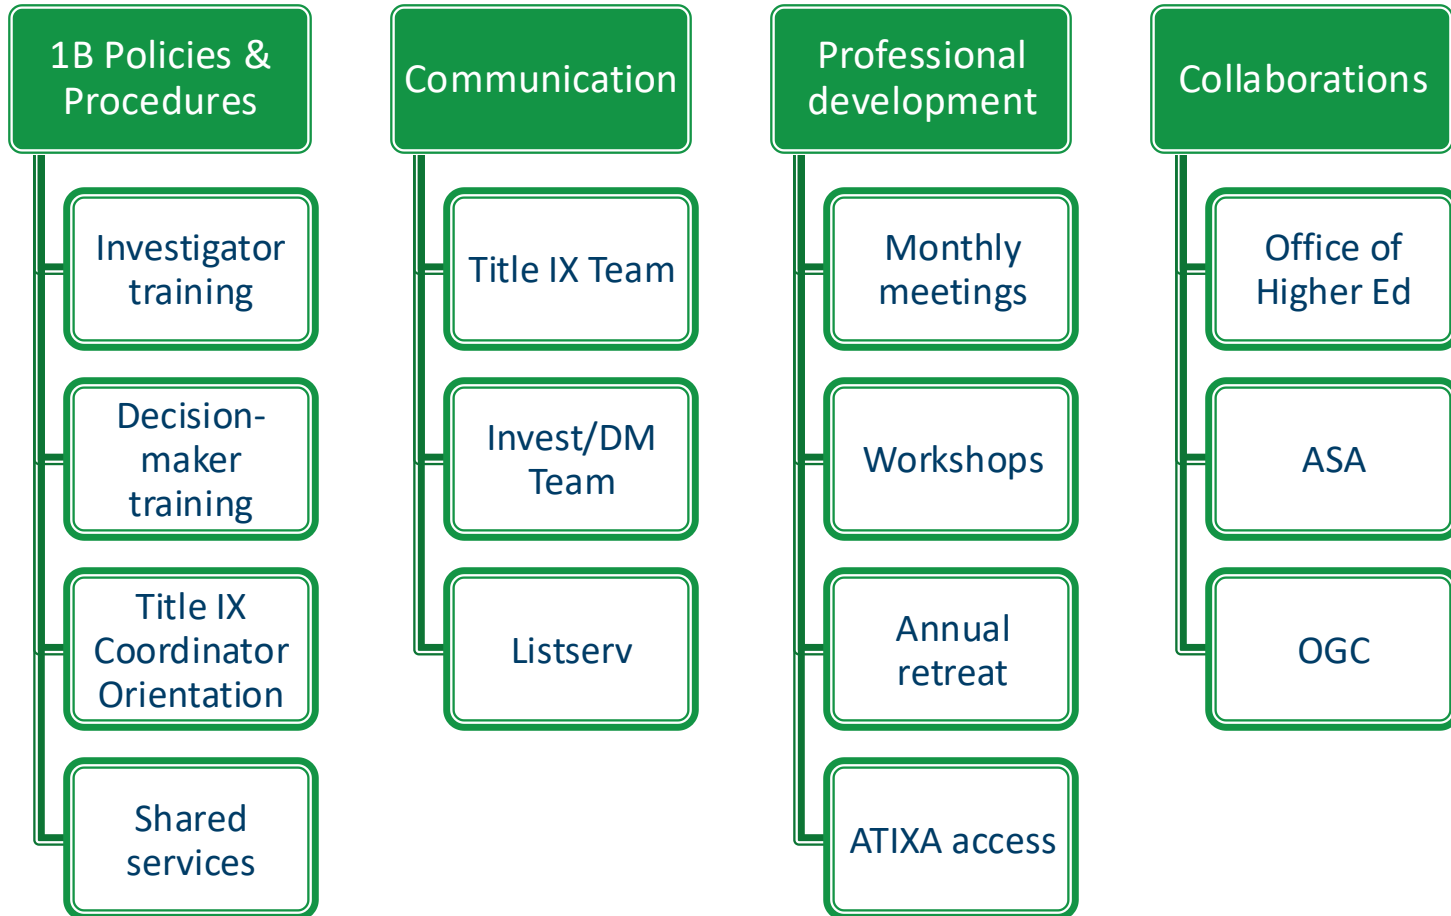 1B Policies &
Procedures
Investigator
training
Decision-
maker
training
Title IX
Coordinator
Orientation
Shared
services
Communication
Title IX Team
Invest/DM
Team
Listserv
Professional
development
Monthly
meetings
Workshops
Annual
retreat
ATIXA access
Collaborations
Office of
Higher Ed
ASA
OGC